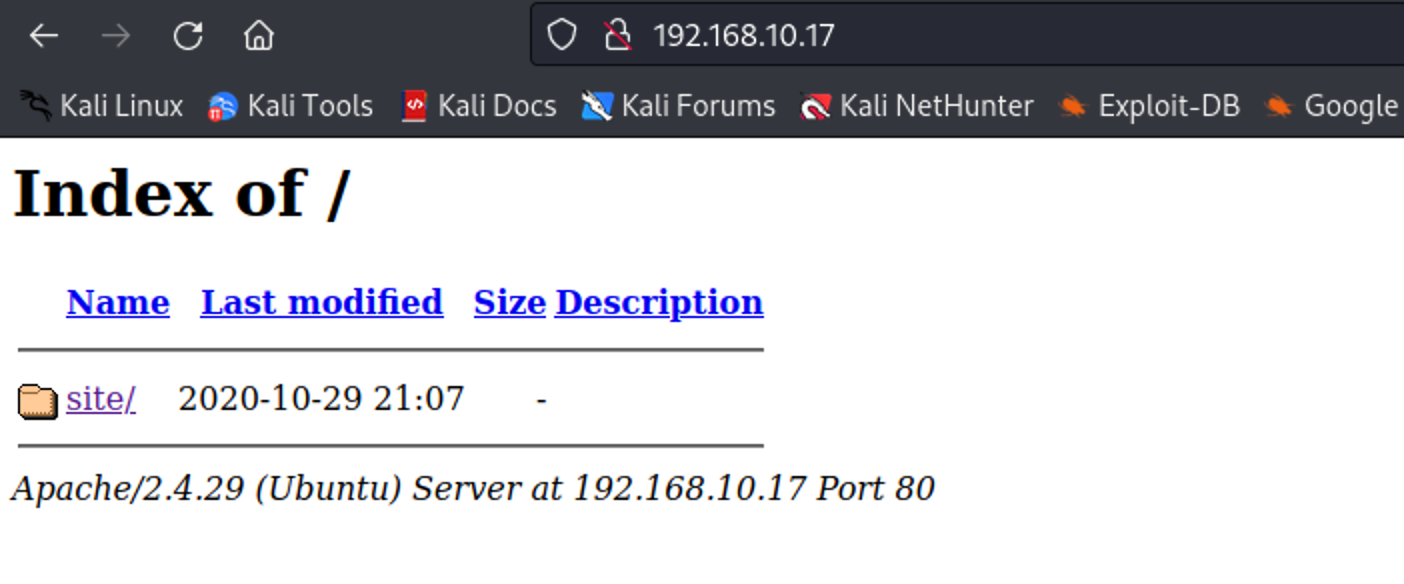 192.168.10.17
Kali Linux Kali Tools Kali Docs Kali Forums Kali NetHunter Exploit-DB Google
Index of /
Name Last modified Size Description
site/ 2020-10-29 21:07 -
Apache/2.4.29 (Ubuntu) Server at 192.168.10.17 Port 80